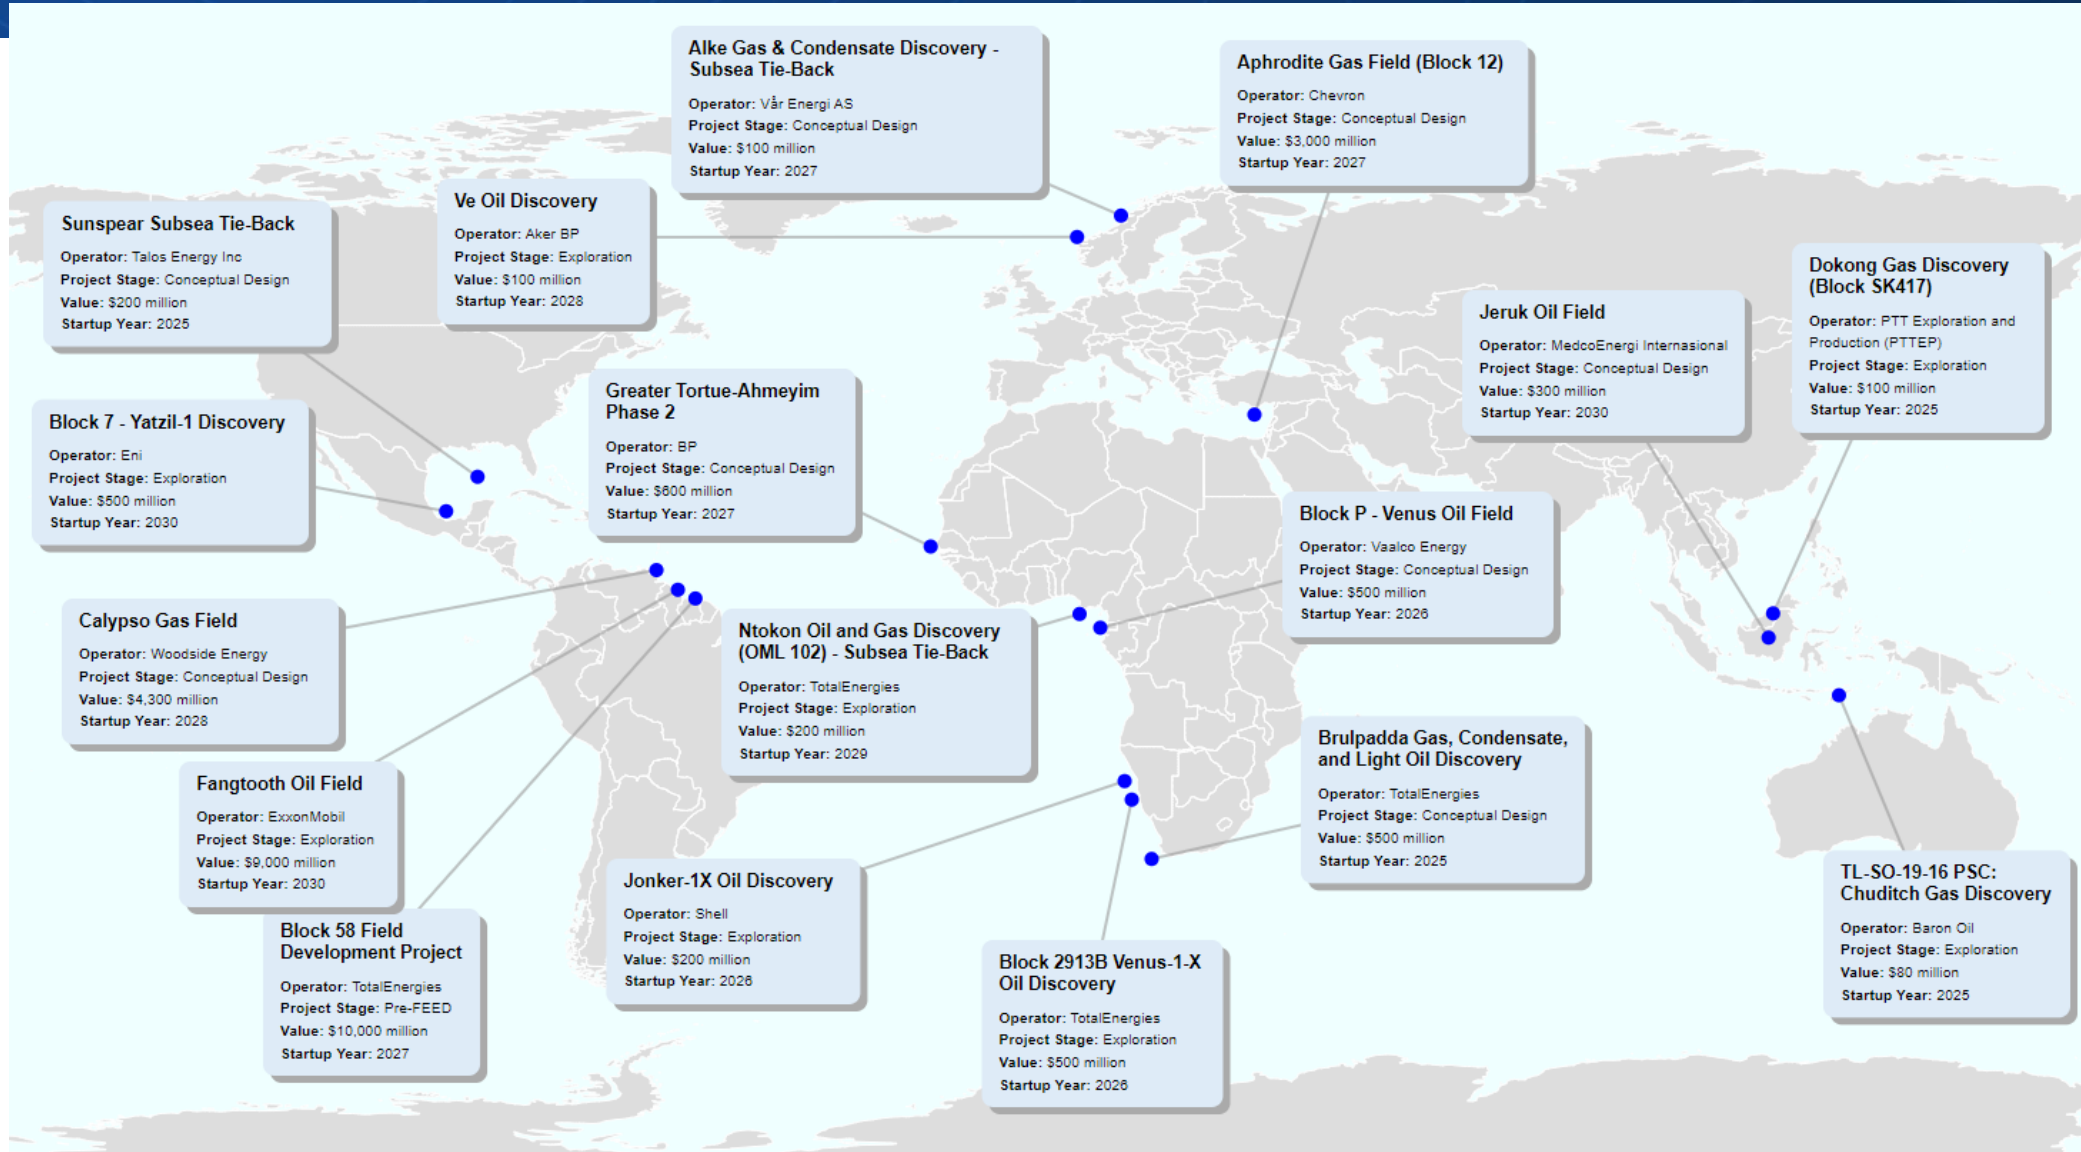 Alke Gas & Condensate Discovery -
Subsea Tie-Back
Operator: Vår Energi AS
Project Stage: Conceptual Design
Value: $100 million
Startup Year: 2027
Aphrodite Gas Field (Block 12)
Operator: Chevron
Project Stage: Conceptual Design
Value: $3,000 million
Startup Year: 2027
Ve Oil Discovery
Operator: Aker BP
Project Stage: Exploration
Value: $100 million
Startup Year: 2028
Sunspear Subsea Tie-Back
Operator: Talos Energy Inc
Project Stage: Conceptual Design
Value: $200 million
Startup Year: 2025
Dokong Gas Discovery
(Block SK417)
Operator: PTT Exploration and
Production (PTTEP)
Project Stage: Exploration
Value: $100 million
Startup Year: 2025
Jeruk Oil Field
Operator: MedcoEnergi Internasional
Project Stage: Conceptual Design
Value: $300 million
Startup Year: 2030
Greater Tortue-Ahmeyim
Phase 2
Operator: BP
Project Stage: Conceptual Design
Value: $600 million
Startup Year: 2027
Block 7 - Yatzil-1 Discovery
Operator: Eni
Project Stage: Exploration
Value: $500 million
Startup Year: 2030
Block P - Venus Oil Field
Operator: Vaalco Energy
Project Stage: Conceptual Design
Value: $500 million
Startup Year: 2026
Calypso Gas Field
Operator: Woodside Energy
Project Stage: Conceptual Design
Value: $4,300 million
Startup Year: 2028
Ntokon Oil and Gas Discovery
(OML 102) - Subsea Tie-Back
Operator: TotalEnergies
Project Stage: Exploration
Value: $200 million
Startup Year: 2029
Brulpadda Gas, Condensate,
and Light Oil Discovery
Operator: TotalEnergies
Project Stage: Conceptual Design
Value: $500 million
Startup Year: 2025
Fangtooth Oil Field
Operator: ExxonMobil
Project Stage: Exploration
Value: $9,000 million
Startup Year: 2030
Jonker-1X Oil Discovery
Operator: Shell
Project Stage: Exploration
Value: $200 million
Startup Year: 2026
TL-SO-19-16 PSC:
Chuditch Gas Discovery
Operator: Baron Oil
Project Stage: Exploration
Value: $80 million
Startup Year: 2025
Block 58 Field
Development Project
Operator: TotalEnergies
Project Stage: Pre-FEED
Value: $10,000 million
Startup Year: 2027
Block 2913B Venus-1-X
Oil Discovery
Operator: TotalEnergies
Project Stage: Exploration
Value: $500 million
Startup Year: 2026